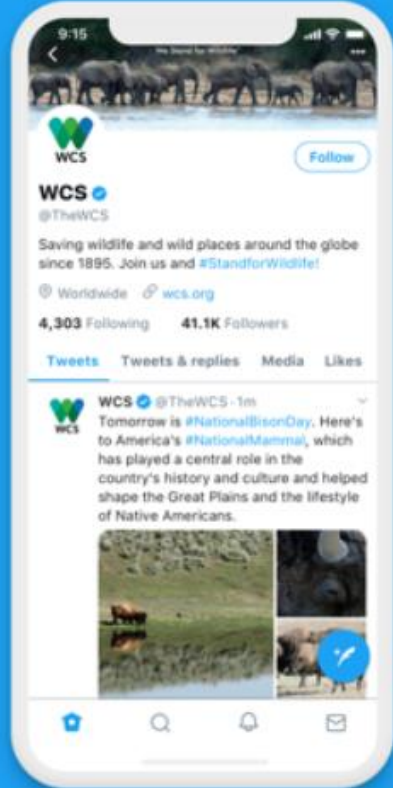 9:15
We Stand for Wildlife
WCS
Follow
WCS
@TheWCS
Saving wildlife and wild places around the globe
since 1895. Join us and #StandforWildlife!
Worldwide wcs.org
4,303 Following 41.1K Followers
Tweets Tweets & replies Media Likes
WCS @TheWCS · 1m
WCS
Tomorrow is #NationalBisonDay. Here's
to America's #NationalMammal, which
has played a central role in the
country's history and culture and helped
shape the Great Plains and the lifestyle
of Native Americans.